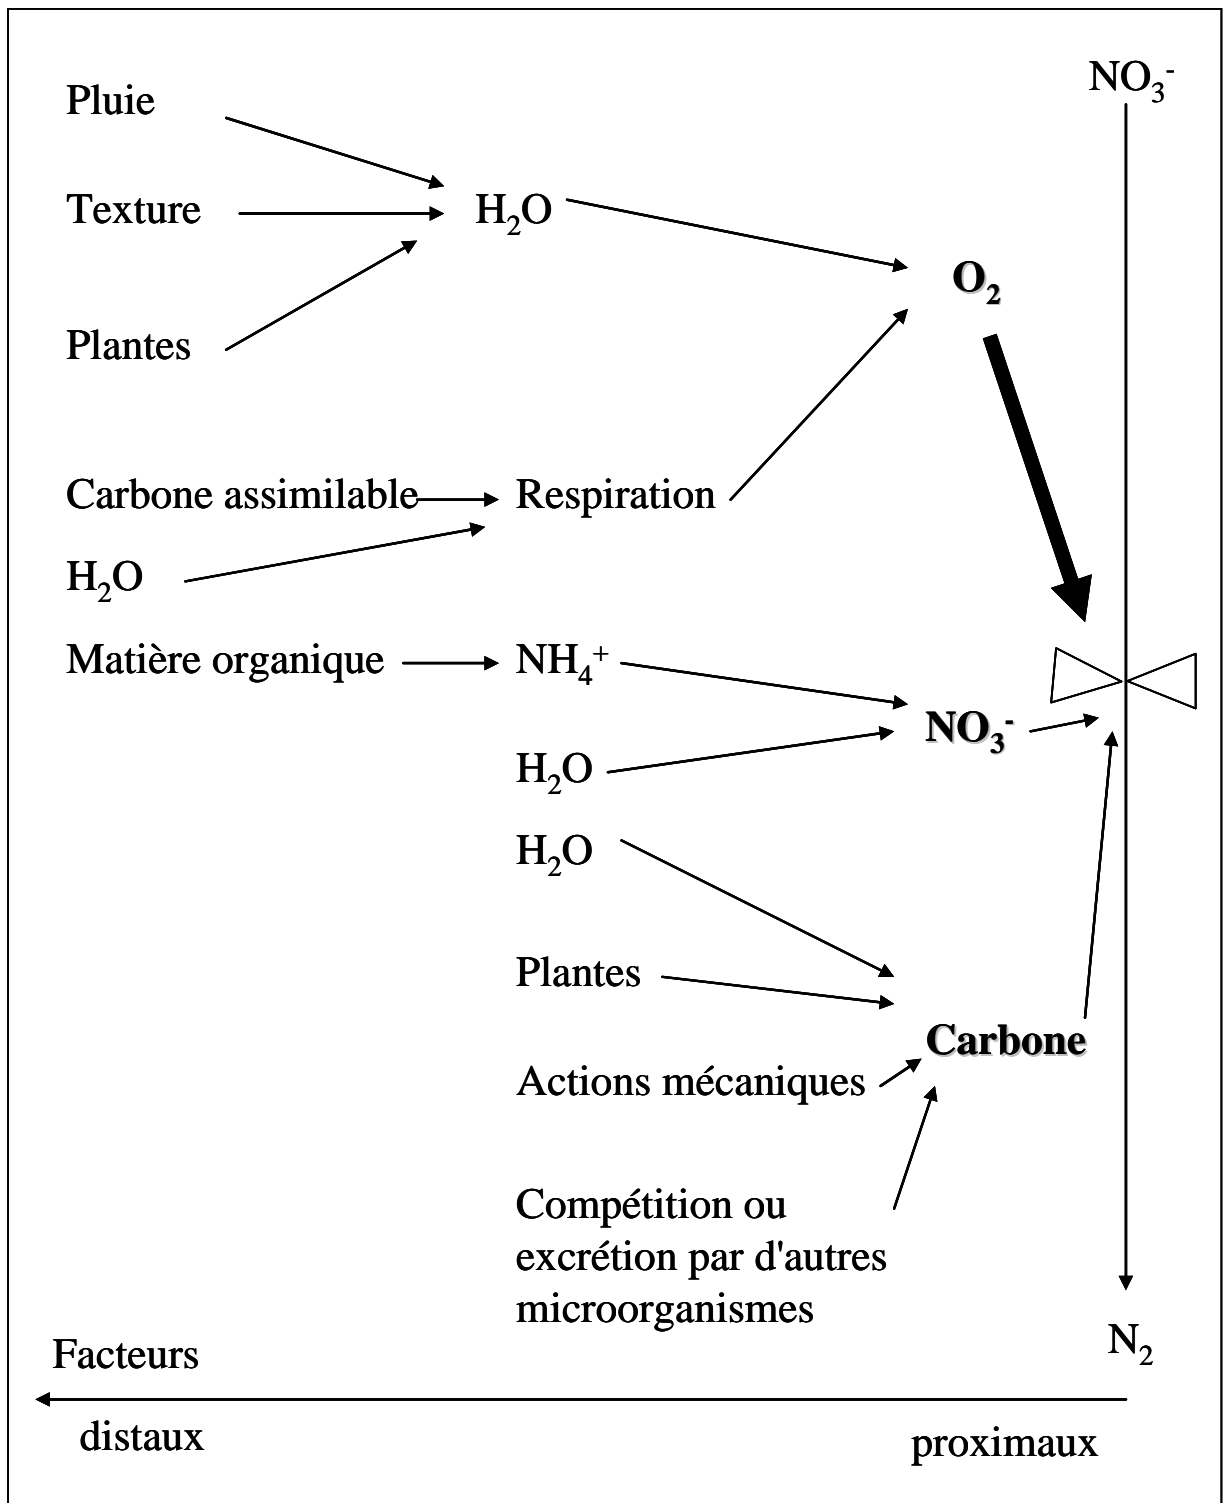 NO₃⁻
Pluie
Texture
H₂O
O₂
Plantes
Carbone assimilable
Respiration
H₂O
Matière organique
NH₄⁺
NO₃⁻
H₂O
H₂O
Plantes
Carbone
Actions mécaniques
Compétition ou
excrétion par d'autres
microorganismes
N₂
Facteurs
distaux
proximaux